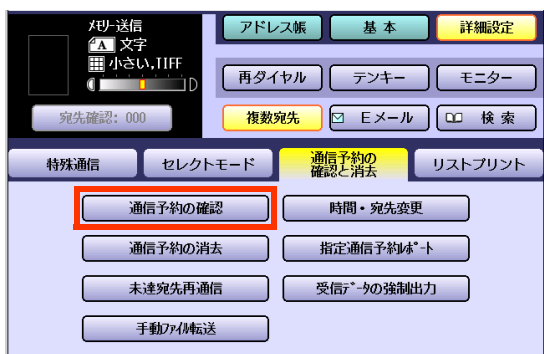 ﾒﾓﾘｰ送信
A 文字
小さい,TIFF
D
宛先確認: 000
アドレス帳
基本
詳細設定
再ダイヤル
テンキー
モニター
複数宛先
Eメール
検索
特殊通信
セレクトモード
通信予約の
確認と消去
リストプリント
通信予約の確認
時間・宛先変更
通信予約の消去
指定通信予約ﾚﾎﾟｰﾄ
未達宛先再通信
受信ﾃﾞｰﾀの強制出力
手動ﾌｧｲﾙ転送